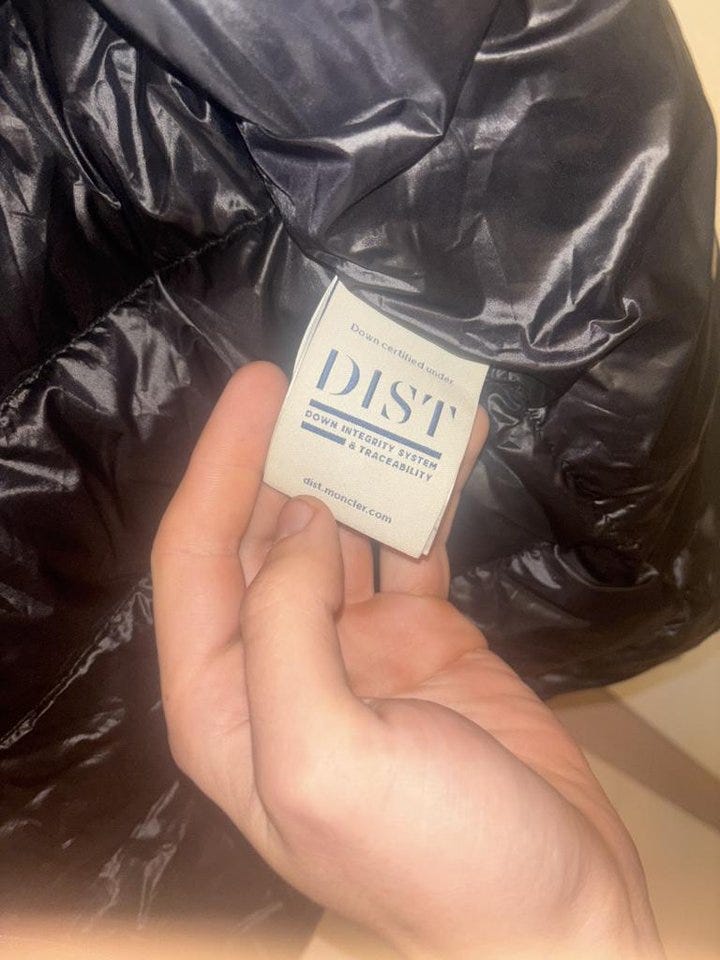 Down certified under
DIST
DOWN INTEGRITY SYSTEM
& TRACEABILITY
dist.moncler.com